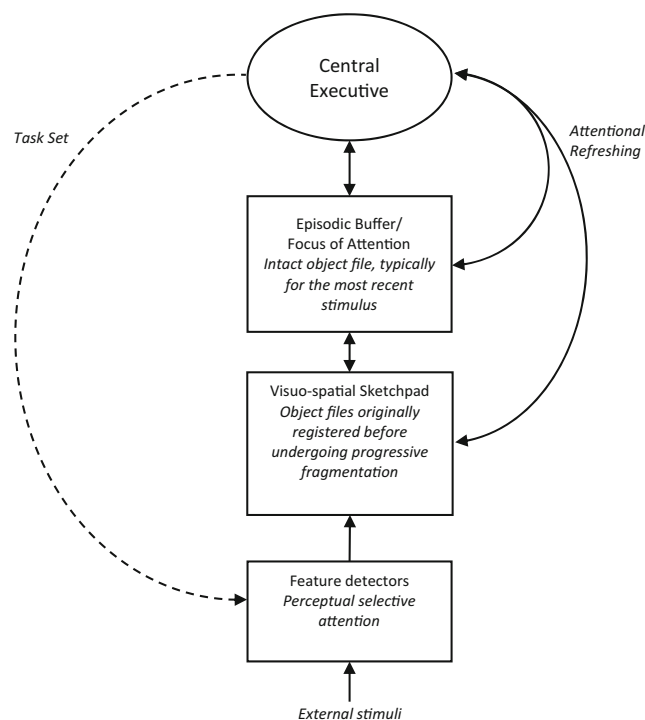 Central
Executive
Task Set
Attentional
Refreshing
Episodic Buffer/
Focus of Attention
Intact object file, typically
for the most recent
stimulus
Visuo-spatial Sketchpad
Object files originally
registered before
undergoing progressive
fragmentation
Feature detectors
Perceptual selective
attention
External stimuli